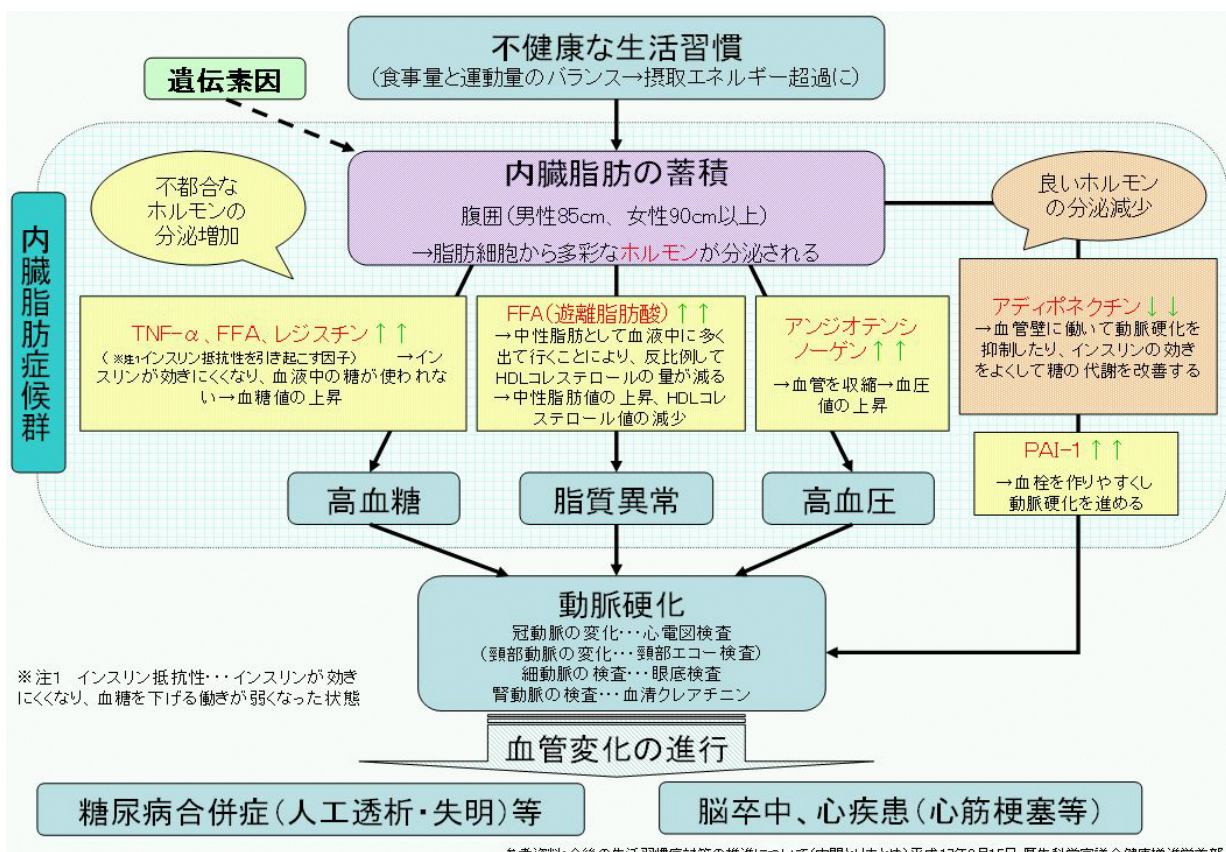 不健康な生活習慣
(食事量と運動量のバランス→摂取エネルギー超過に)
遺伝素因
内臓脂肪の蓄積
腹囲(男性85cm、女性90cm以上)
→脂肪細胞から多彩なホルモンが分泌される
不都合な
ホルモンの
分泌増加
良いホルモン
の分泌減少
内臓脂肪症候群
TNF-α、FFA、レジスチン↑↑
(※注1インスリン抵抗性を引き起こす因子) →イン
スリンが効きにくくなり、血液中の糖が使われな
い→血糖値の上昇
FFA(遊離脂肪酸)↑↑
→中性脂肪として血液中に多く
出て行くことにより、反比例して
HDLコレステロールの量が減る
→中性脂肪値の上昇、HDLコレ
ステロール値の減少
アンジオテンシ
ノーゲン↑↑
→血管を収縮→血圧
値の上昇
アディポネクチン↓↓
→血管壁に働いて動脈硬化を
抑制したり、インスリンの効き
をよくして糖の代謝を改善する
PAI-1↑↑
→血栓を作りやすくし
動脈硬化を進める
高血糖
脂質異常
高血圧
動脈硬化
冠動脈の変化・・・心電図検査
(頸部動脈の変化・・・頸部エコー検査)
細動脈の検査・・・眼底検査
腎動脈の検査・・・血清クレアチニン
※注1 インスリン抵抗性・・・インスリンが効き
にくくなり、血糖を下げる働きが弱くなった状態
血管変化の進行
糖尿病合併症(人工透析・失明)等
脳卒中、心疾患(心筋梗塞等)